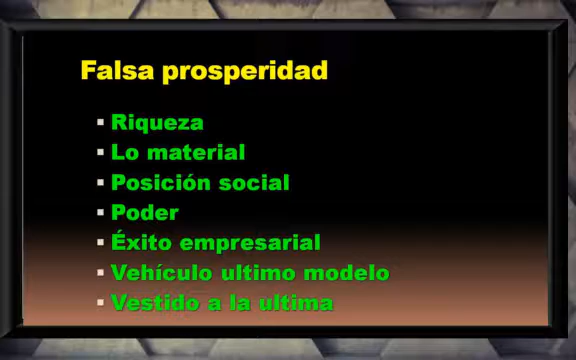 Falsa prosperidad
▪ Riqueza
▪ Lo material
▪ Posición social
▪ Poder
▪ Éxito empresarial
▪ Vehículo ultimo modelo
▪ Vestido a la ultima